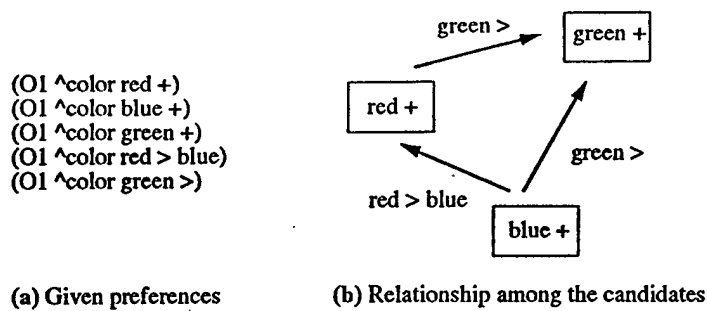 (O1 ^color red +)
(O1 ^color blue +)
(O1 ^color green +)
(O1 ^color red > blue)
(O1 ^color green >)
(a) Given preferences
green >
green +
red +
green >
red > blue
blue +
(b) Relationship among the candidates